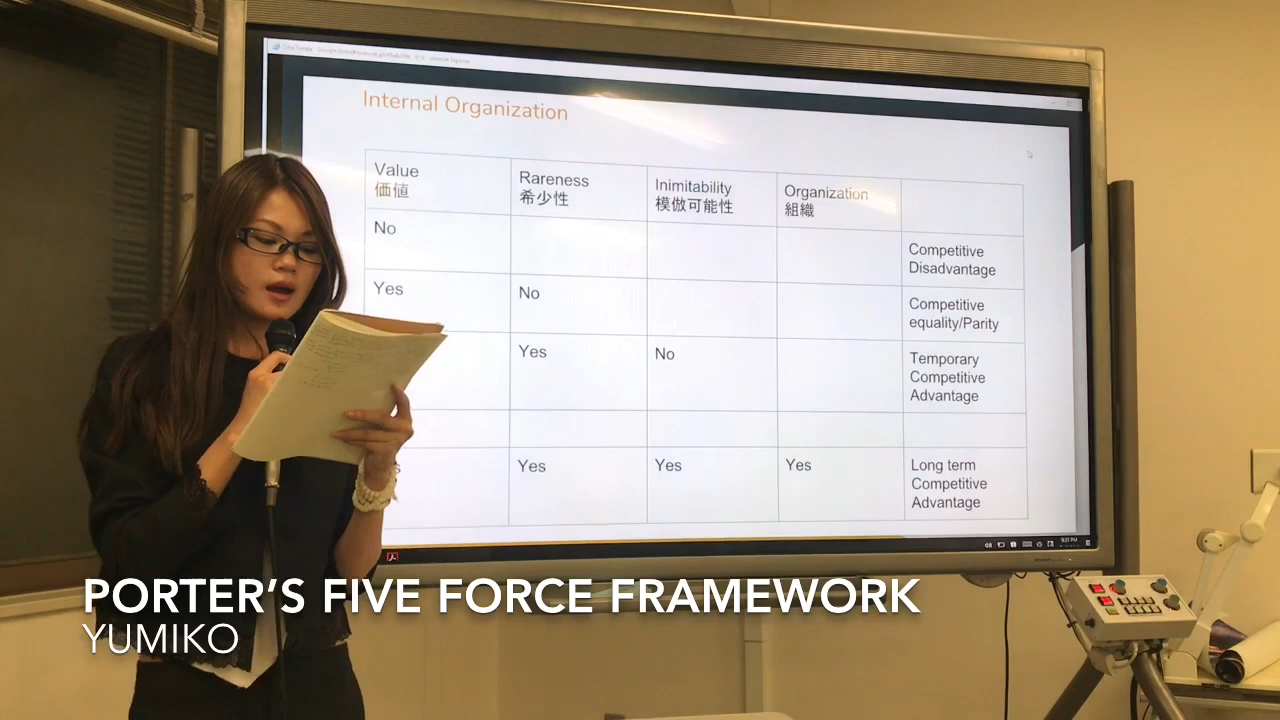 Internal Organization
Value
価値
Rareness
希少性
Inimitability
模倣可能性
Organization
組織
No
Competitive
Disadvantage
Yes
No
Competitive
equality/Parity
Yes
No
Temporary
Competitive
Advantage
Yes
Yes
Yes
Long term
Competitive
Advantage
PORTER'S FIVE FORCE FRAMEWORK
YUMIKO